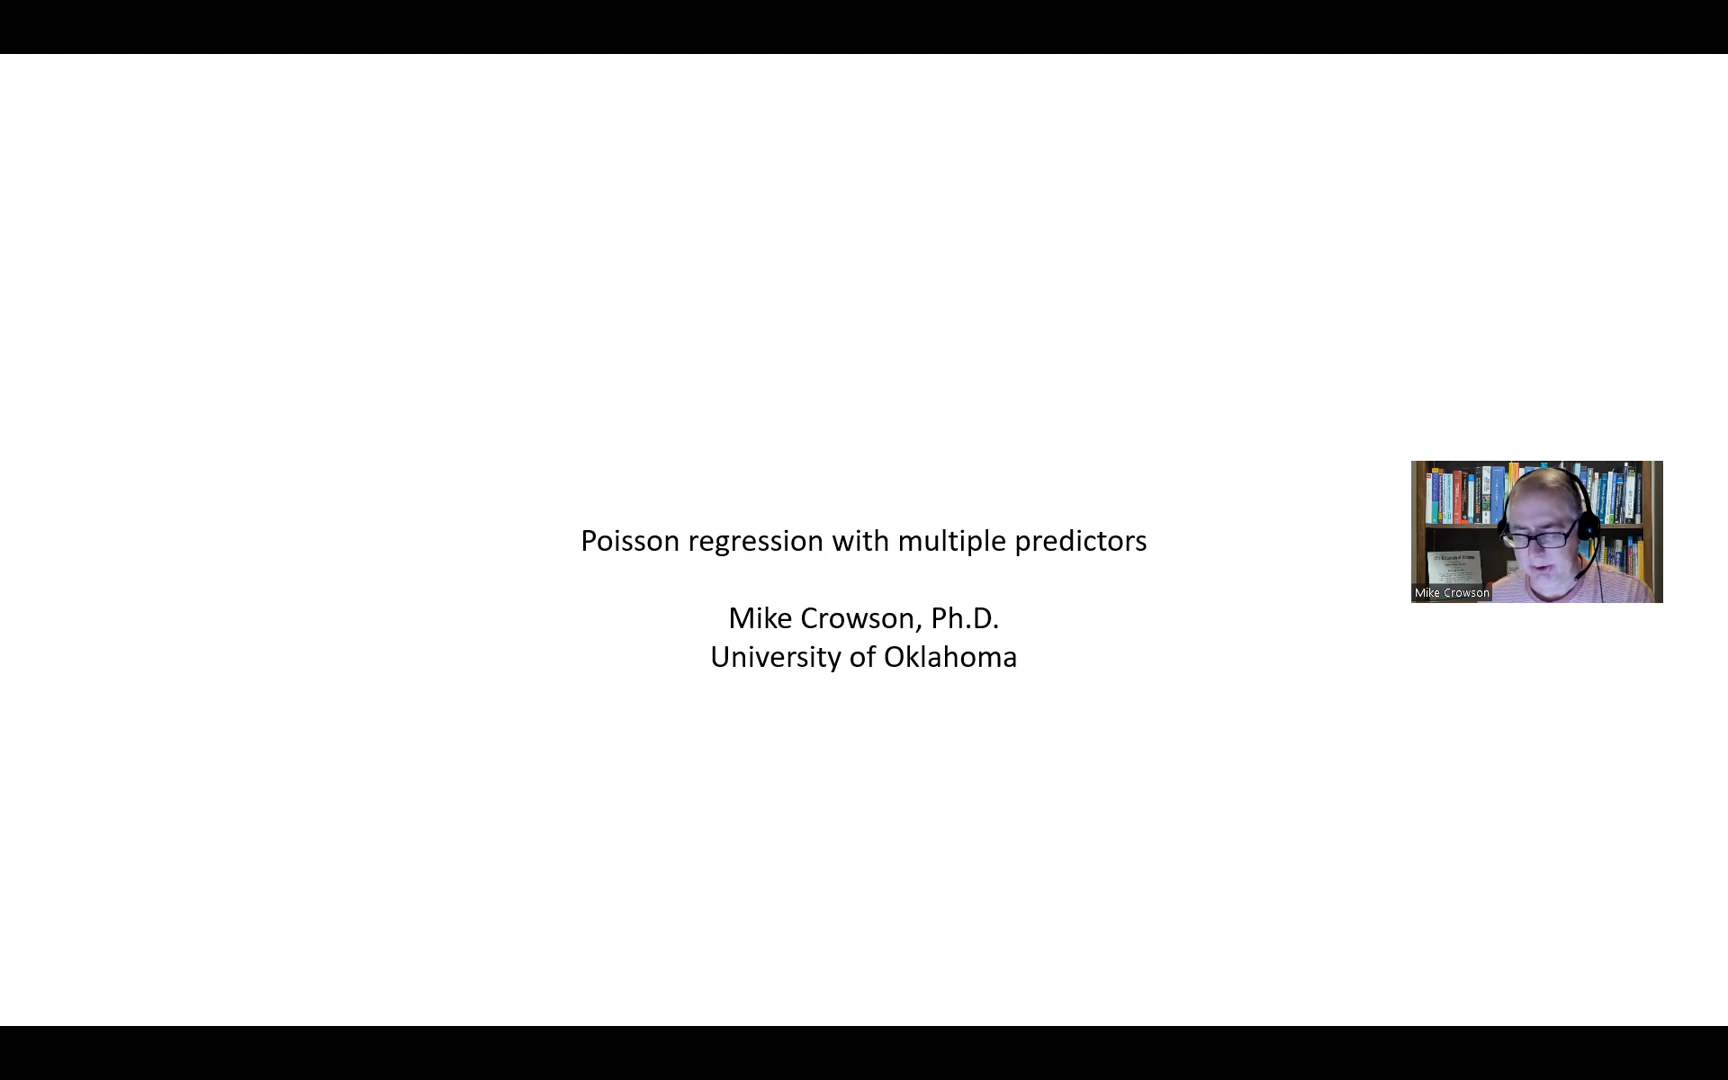 Poisson regression with multiple predictors
Mike Crowson, Ph.D.
University of Oklahoma
Mike Crowson